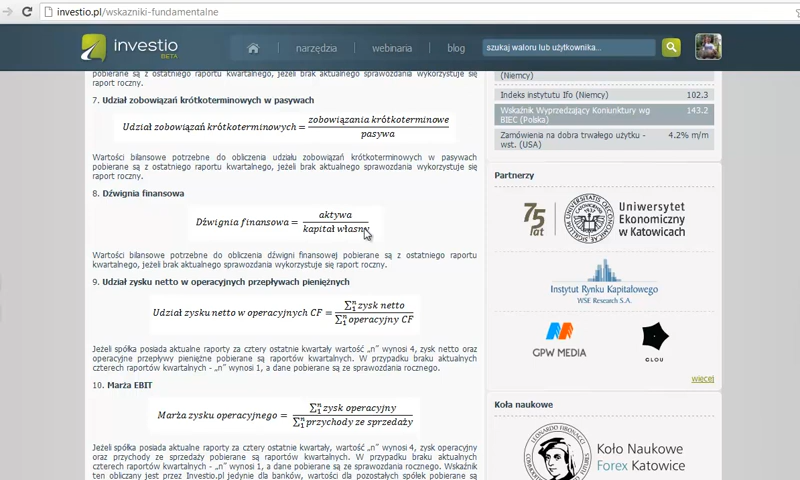 investio.pl/wskazniki-fundamentalne
investio
BETA
narzędzia
webinaria
blog
szukaj waloru lub użytkownika...
pobierane są z ostatniego raportu kwartalnego, jeżeli brak aktualnego sprawozdania wykorzystuje się
raport roczny.
7. Udział zobowiązań krótkoterminowych w pasywach
Udział zobowiązań krótkoterminowych = zobowiązania krótkoterminowe
pasywa
Wartości bilansowe potrzebne do obliczenia udziału zobowiązań krótkoterminowych w pasywach
pobierane są z ostatniego raportu kwartalnego, jeżeli brak aktualnego sprawozdania wykorzystuje się
raport roczny.
8. Dźwignia finansowa
Dźwignia finansowa = aktywa
kapitał własny
Wartości bilansowe potrzebne do obliczenia dźwigni finansowej pobierane są z ostatniego raportu
kwartalnego, jeżeli brak aktualnego sprawozdania wykorzystuje się raport roczny.
9. Udział zysku netto w operacyjnych przepływach pieniężnych
Udział zysku netto w operacyjnych CF = ∑₁ⁿ zysk netto
∑₁ⁿ operacyjny CF
Jeżeli spółka posiada aktualne raporty za cztery ostatnie kwartały wartość „n” wynosi 4, zysk netto oraz
operacyjne przepływy pieniężne pobierane są raportów kwartalnych. W przypadku braku aktualnych
czterech raportów kwartalnych - „n” wynosi 1, a dane pobierane są ze sprawozdania rocznego.
10. Marża EBIT
Marża zysku operacyjnego = ∑₁ⁿ zysk operacyjny
∑₁ⁿ przychody ze sprzedaży
Jeżeli spółka posiada aktualne raporty za cztery ostatnie kwartały, wartość „n” wynosi 4, zysk operacyjny
oraz przychody ze sprzedaży pobierane są z raportów kwartalnych. W przypadku braku aktualnych
czterech raportów kwartalnych - „n” wynosi 1, a dane pobierane są ze sprawozdania rocznego. Wskaźnik
ten obliczany jest przez Investio.pl jedynie dla banków, wartości dla pozostałych spółek pobierane są
(Niemcy)
Indeks instytutu Ifo (Niemcy) 102.3
Wskaźnik Wyprzedzający Koniunktury wg 143.2
BIEC (Polska)
Zamówienia na dobra trwałego użytku - 4.2% m/m
wst. (USA)
Partnerzy
75 lat
Uniwersytet
Ekonomiczny
w Katowicach
Instytut Rynku Kapitałowego
WSE Research S.A.
GPW MEDIA
CLOU
więcej
Koła naukowe
Koło Naukowe
Forex Katowice